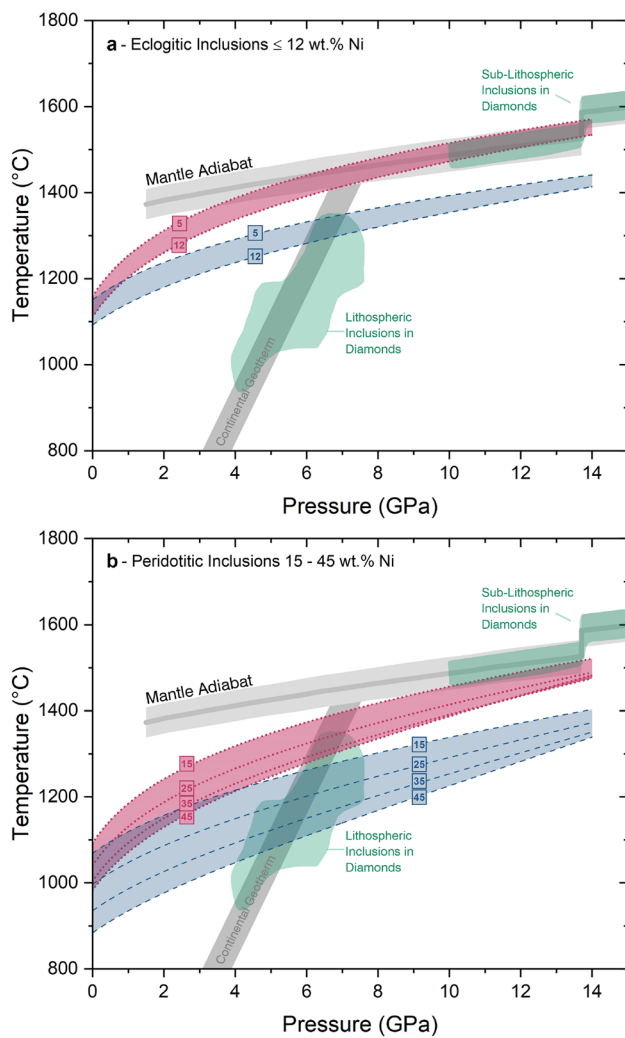 a - Eclogitic Inclusions ≤ 12 wt.% Ni
1800
1600
1400
1200
1000
800
Temperature (°C)
Sub-Lithospheric
Inclusions in
Diamonds
Mantle Adiabat
5
12
5
12
Lithospheric
Inclusions in
Diamonds
Continental Geotherm
0
2
4
6
8
10
12
14
Pressure (GPa)
b - Peridotitic Inclusions 15 - 45 wt.% Ni
1800
1600
1400
1200
1000
800
Temperature (°C)
Sub-Lithospheric
Inclusions in
Diamonds
Mantle Adiabat
15
25
35
45
15
25
35
45
Lithospheric
Inclusions in
Diamonds
Continental Geotherm
0
2
4
6
8
10
12
14
Pressure (GPa)